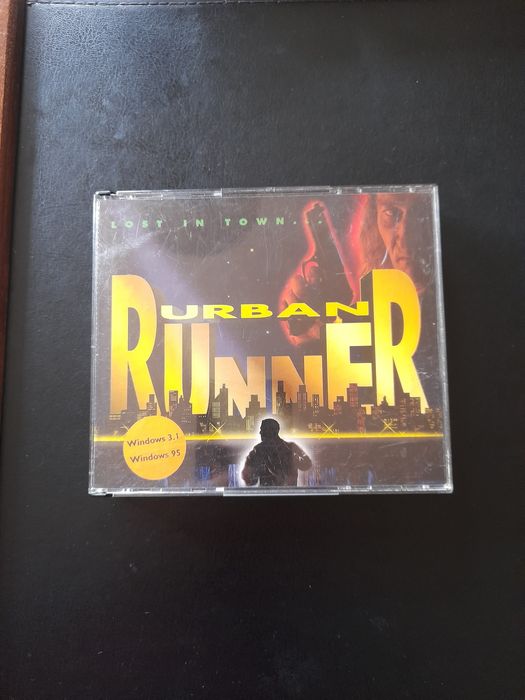 LOST IN TOWN...
URBAN
RUNNER
Windows 3.1
Windows 95